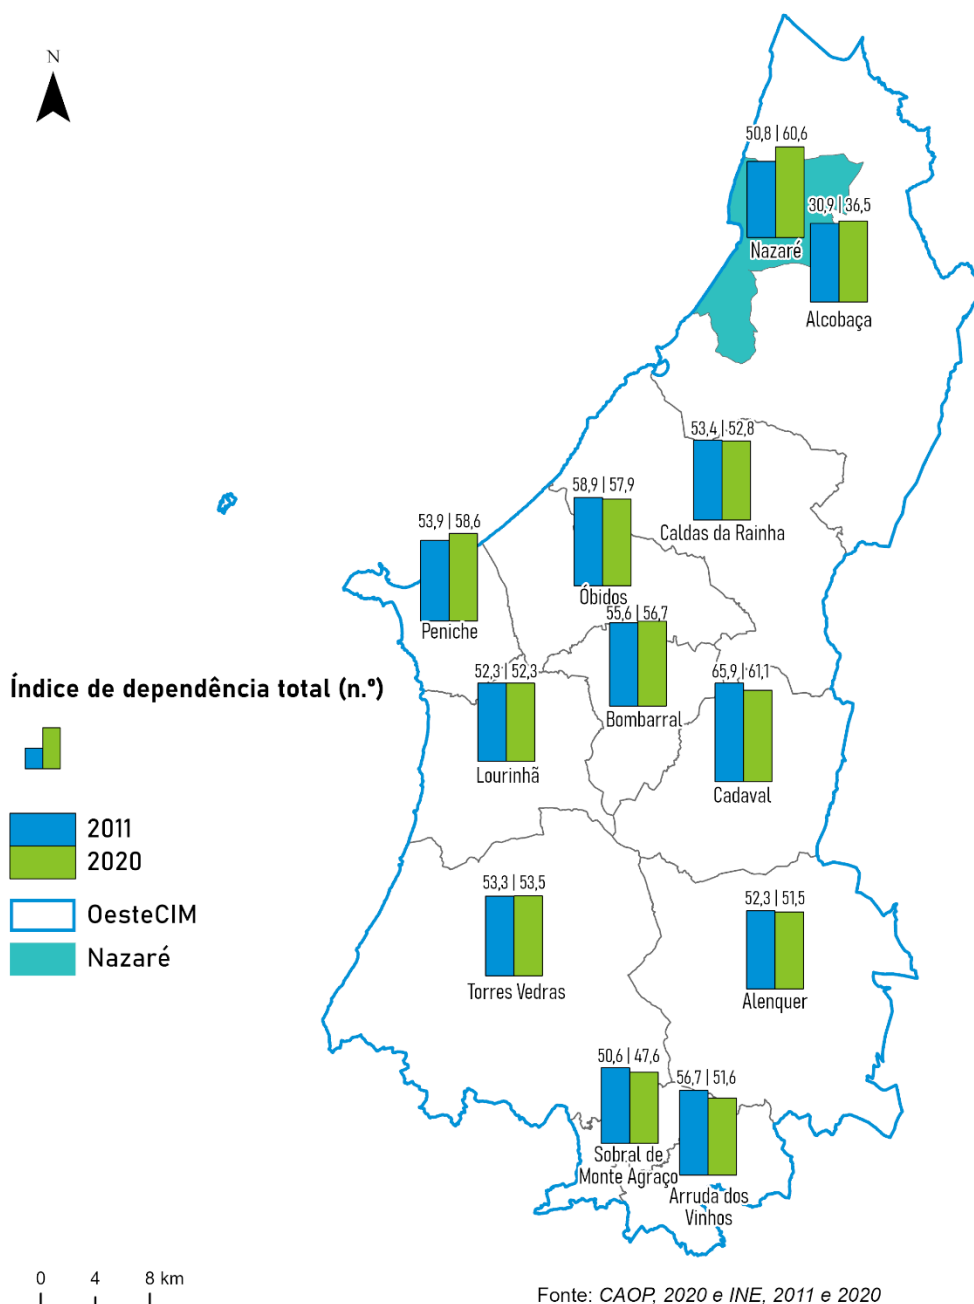 N
50,8 | 60,6
Nazaré
30,9 | 36,5
Alcobaça
53,4 | 52,8
Caldas da Rainha
58,9 | 57,9
Óbidos
53,9 | 58,6
Peniche
55,6 | 56,7
Bombarral
52,3 | 52,3
Lourinhã
65,9 | 61,1
Cadaval
Índice de dependência total (n.º)
2011
2020
OesteCIM
Nazaré
53,3 | 53,5
Torres Vedras
52,3 | 51,5
Alenquer
50,6 | 47,6
Sobral de
Monte Agraço
56,7 | 51,6
Arruda dos
Vinhos
0 4 8 km
Fonte: CAOP, 2020 e INE, 2011 e 2020